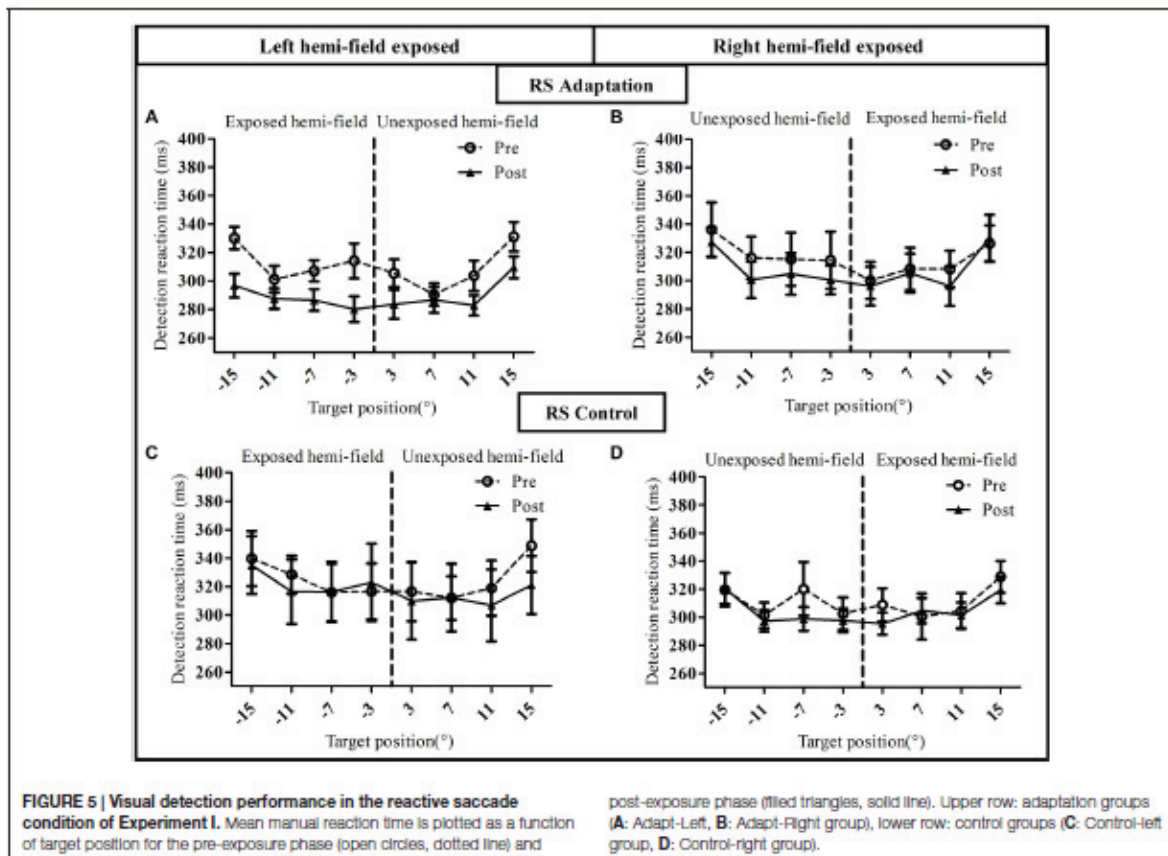 Left hemi-field exposed
Right hemi-field exposed
RS Adaptation
A
Exposed hemi-field
Unexposed hemi-field
Pre
Post
Detection reaction time (ms)
400
380
360
340
320
300
280
260
-15
-11
-7
-3
3
7
11
15
Target position(°)
B
Unexposed hemi-field
Exposed hemi-field
Pre
Post
Detection reaction time (ms)
400
380
360
340
320
300
280
260
-15
-11
-7
-3
3
7
11
15
Target position(°)
RS Control
C
Exposed hemi-field
Unexposed hemi-field
Pre
Post
Detection reaction time (ms)
400
380
360
340
320
300
280
260
-15
-11
-7
-3
3
7
11
15
Target position(°)
D
Unexposed hemi-field
Exposed hemi-field
Pre
Post
Detection reaction time (ms)
400
380
360
340
320
300
280
260
-15
-11
-7
-3
3
7
11
15
Target position(°)
FIGURE 5 | Visual detection performance in the reactive saccade
condition of Experiment I. Mean manual reaction time is plotted as a function
of target position for the pre-exposure phase (open circles, dotted line) and
post-exposure phase (filled triangles, solid line). Upper row: adaptation groups
(A: Adapt-Left, B: Adapt-Right group), lower row: control groups (C: Control-left
group, D: Control-right group).